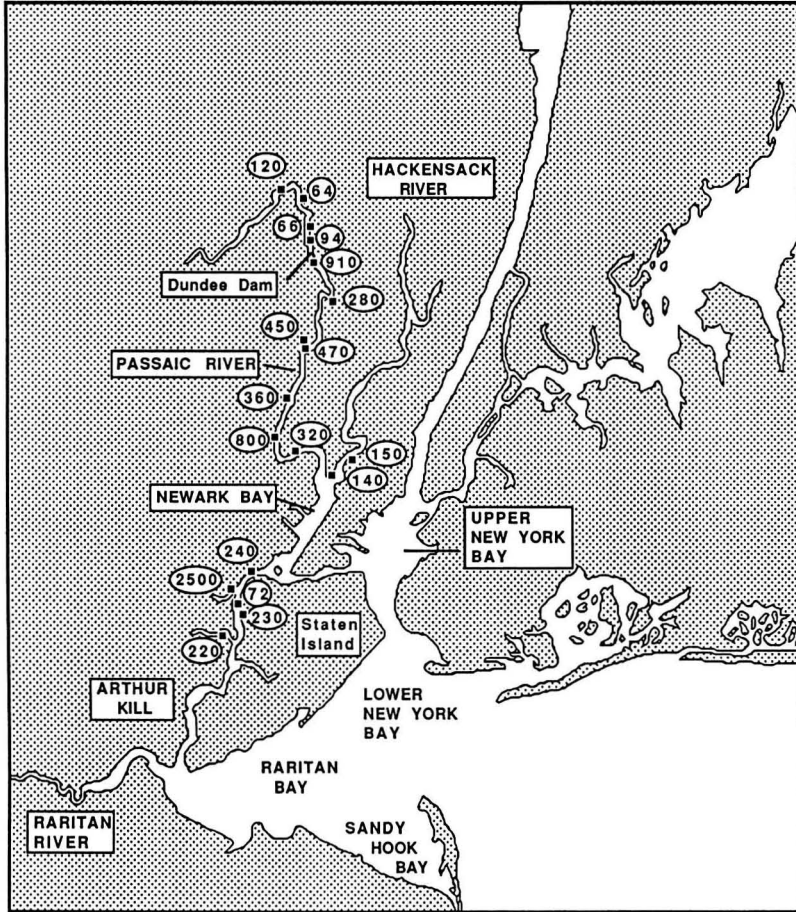 120
64
HACKENSACK
RIVER
66
94
910
Dundee Dam
280
450
470
PASSAIC RIVER
360
800
320
150
140
NEWARK BAY
UPPER
NEW YORK
BAY
240
2500
72
230
Staten
Island
220
ARTHUR
KILL
LOWER
NEW YORK
BAY
RARITAN
BAY
RARITAN
RIVER
SANDY
HOOK
BAY